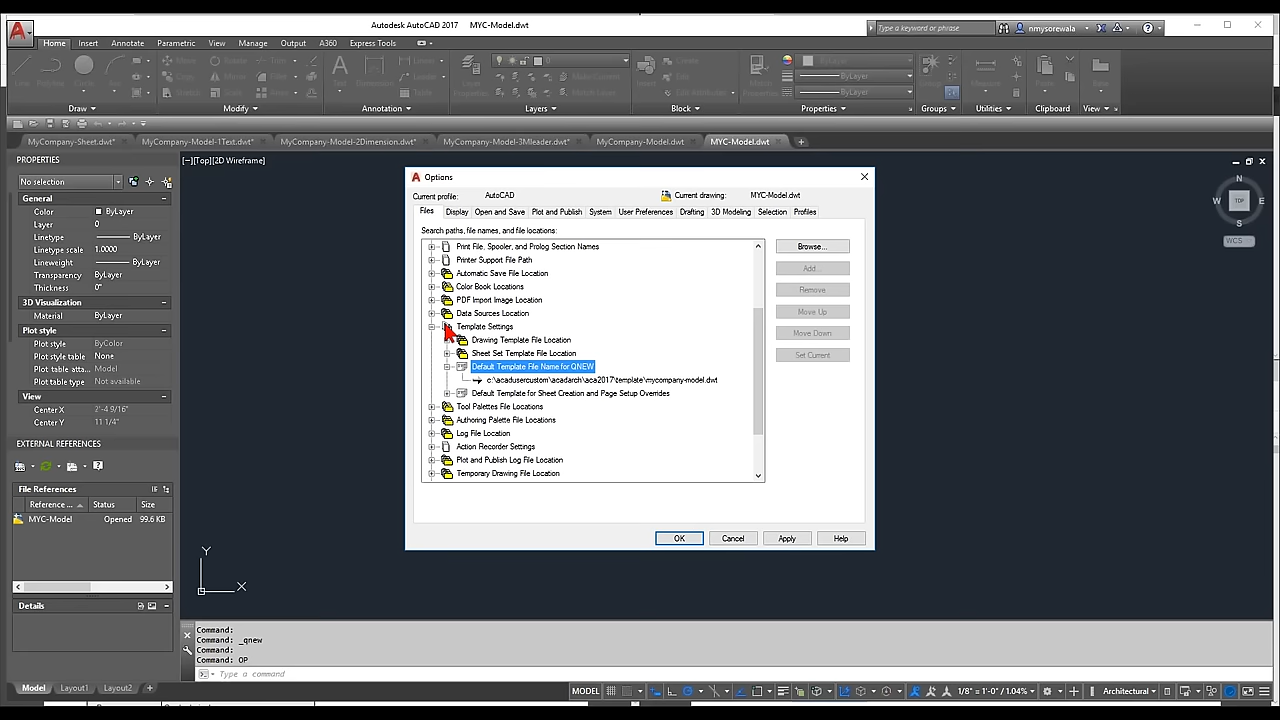 Autodesk AutoCAD 2017 MYC-Model.dwt
Type a keyword or phrase
nmysorewala
Home Insert Annotate Parametric View Manage Output A360 Express Tools
0
ByLayer
ByLayer
ByLayer
Draw Modify Annotation Layers Block Properties Groups Utilities Clipboard View
MyCompany-Sheet.dwt* MyCompany-Model-1Text.dwt* MyCompany-Model-2Dimension.dwt* MyCompany-Model-3Mleader.dwt* MyCompany-Model.dwt MYC-Model.dwt
PROPERTIES
No selection
General
Color ByLayer
Layer 0
Linetype ByLayer
Linetype scale 1.0000
Lineweight ByLayer
Transparency ByLayer
Thickness 0"
3D Visualization
Material ByLayer
Plot style
Plot style ByColor
Plot style table None
Plot table atta... Model
Plot table type Not available
View
Center X 2'-4 9/16"
Center Y 11 1/4"
EXTERNAL REFERENCES
File References
Reference ... Status Size
MYC-Model Opened 99.6 KB
Details
[−][Top][2D Wireframe]
N
W TOP E
S
WCS
Options
Current profile: AutoCAD Current drawing: MYC-Model.dwt
Files Display Open and Save Plot and Publish System User Preferences Drafting 3D Modeling Selection Profiles
Search paths, file names, and file locations:
Print File, Spooler, and Prolog Section Names
Printer Support File Path
Automatic Save File Location
Color Book Locations
PDF Import Image Location
Data Sources Location
Template Settings
Drawing Template File Location
Sheet Set Template File Location
Default Template File Name for QNEW
c:\acadusercustom\acadarch\aca2017\template\mycompany-model.dwt
Default Template for Sheet Creation and Page Setup Overrides
Tool Palettes File Locations
Authoring Palette File Locations
Log File Location
Action Recorder Settings
Plot and Publish Log File Location
Temporary Drawing File Location
Browse...
Add...
Remove
Move Up
Move Down
Set Current
OK Cancel Apply Help
Y
X
Command:
Command: _qnew
Command:
Command: OP
Type a command
Model Layout1 Layout2
MODEL 1/8" = 1'-0" / 1.04% Architectural